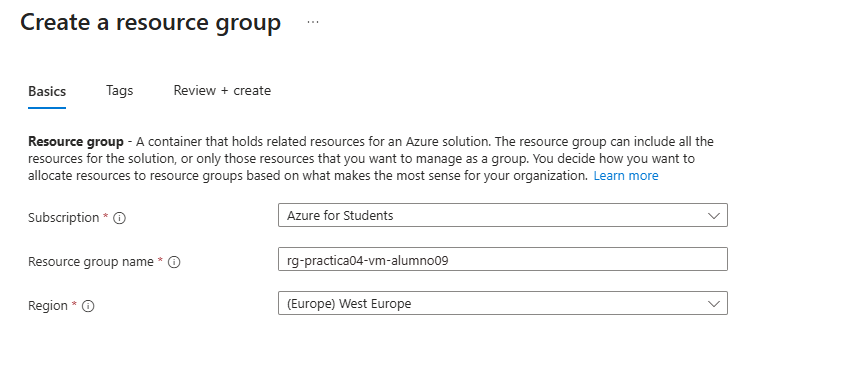 Create a resource group ...
Basics Tags Review + create
Resource group - A container that holds related resources for an Azure solution. The resource group can include all the
resources for the solution, or only those resources that you want to manage as a group. You decide how you want to
allocate resources to resource groups based on what makes the most sense for your organization. Learn more
Subscription * Azure for Students
Resource group name * rg-practica04-vm-alumno09
Region * (Europe) West Europe